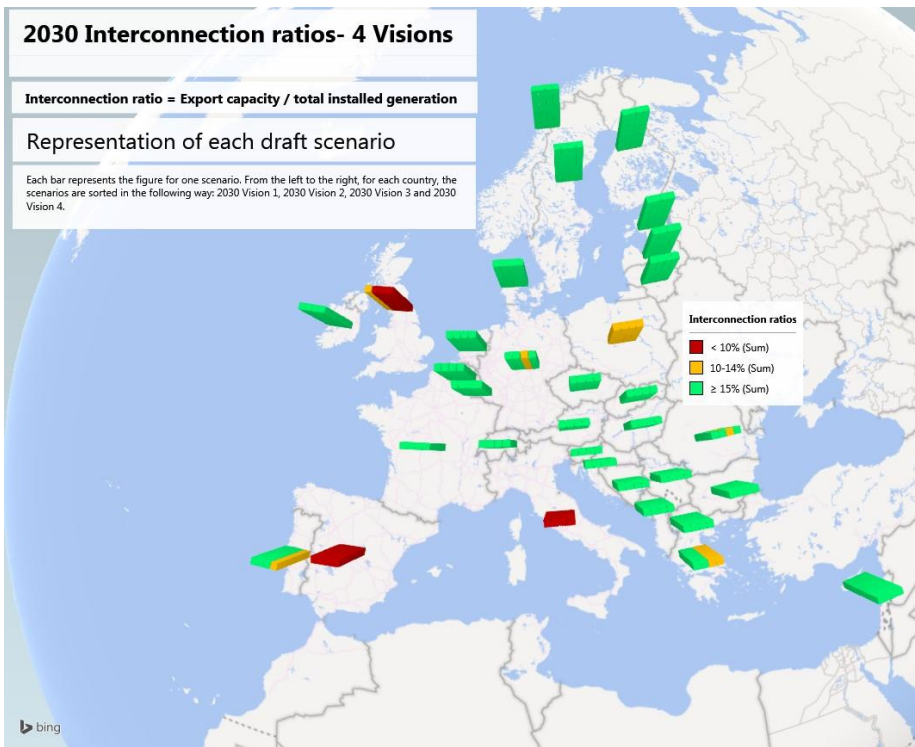 2030 Interconnection ratios- 4 Visions
Interconnection ratio = Export capacity / total installed generation
Representation of each draft scenario
Each bar represents the figure for one scenario. From the left to the right, for each country, the
scenarios are sorted in the following way: 2030 Vision 1, 2030 Vision 2, 2030 Vision 3 and 2030
Vision 4.
Interconnection ratios
< 10% (Sum)
10-14% (Sum)
≥ 15% (Sum)
bing